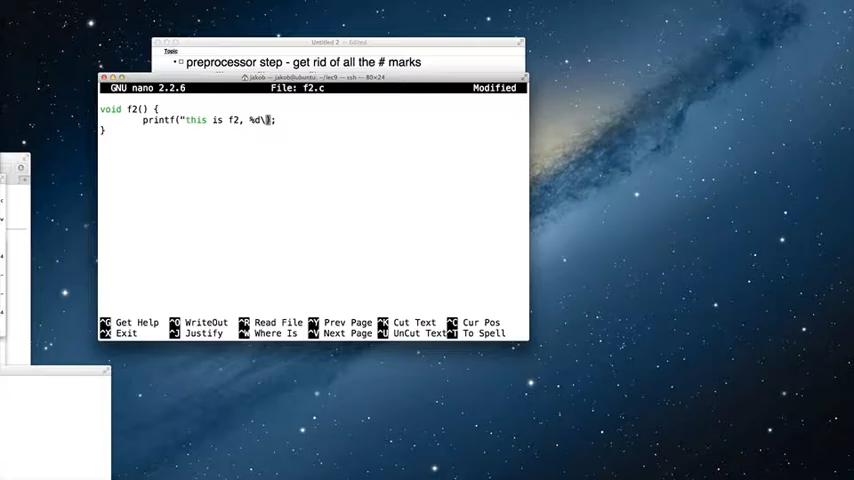 Untitled 2 — Edited
Topic
• preprocessor step - get rid of all the # marks
jakob — jakob@ubuntu: ~/lec9 — ssh — 80×24
GNU nano 2.2.6 File: f2.c Modified
void f2() {
printf("this is f2, %d\);
}
^G Get Help ^O WriteOut ^R Read File ^Y Prev Page ^K Cut Text ^C Cur Pos
^X Exit ^J Justify ^W Where Is ^V Next Page ^U UnCut Text ^T To Spell